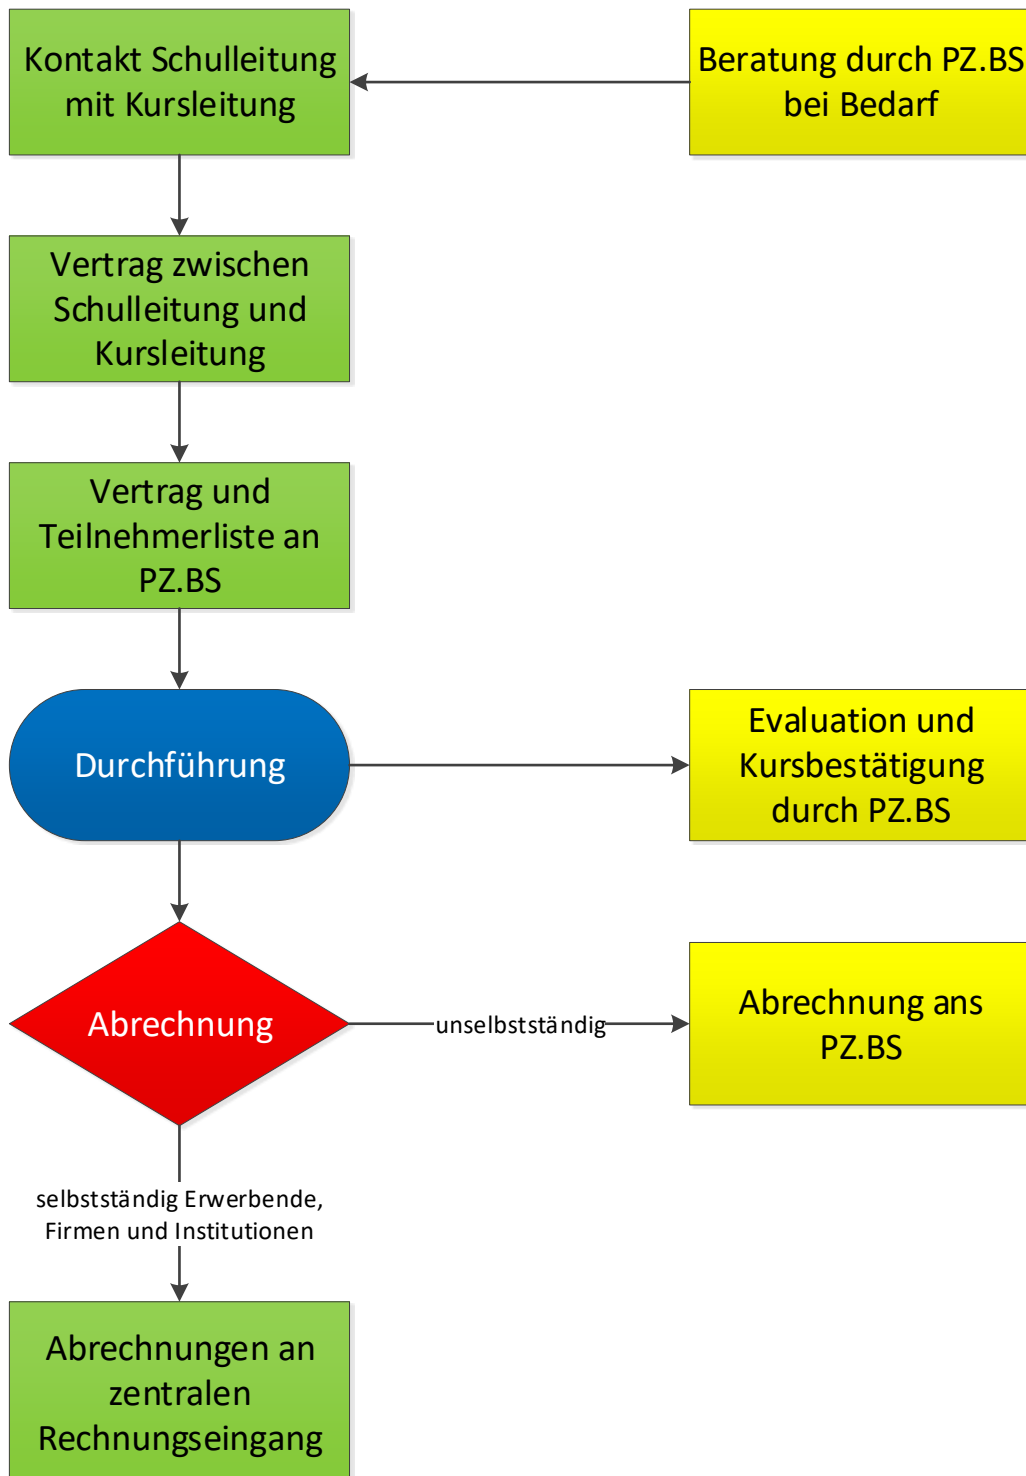 Kontakt Schulleitung
mit Kursleitung
Beratung durch PZ.BS
bei Bedarf
Vertrag zwischen
Schulleitung und
Kursleitung
Vertrag und
Teilnehmerliste an
PZ.BS
Durchführung
Evaluation und
Kursbestätigung
durch PZ.BS
Abrechnung
unselbstständig
Abrechnung ans
PZ.BS
selbstständig Erwerbende,
Firmen und Institutionen
Abrechnungen an
zentralen
Rechnungseingang